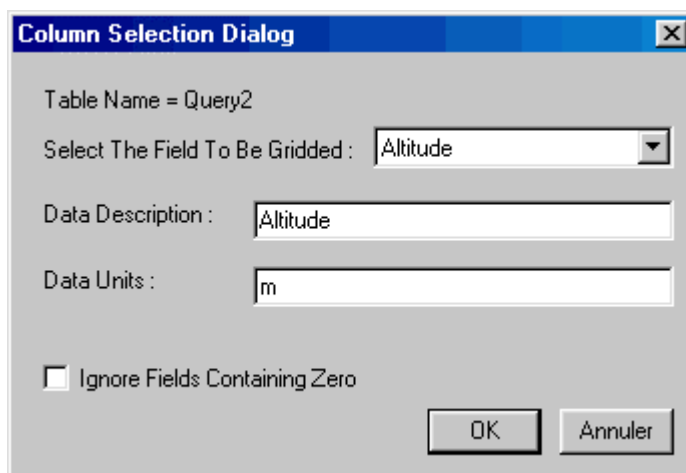 Column Selection Dialog
Table Name = Query2
Select The Field To Be Gridded : Altitude
Data Description : Altitude
Data Units : m
Ignore Fields Containing Zero
OK Annuler